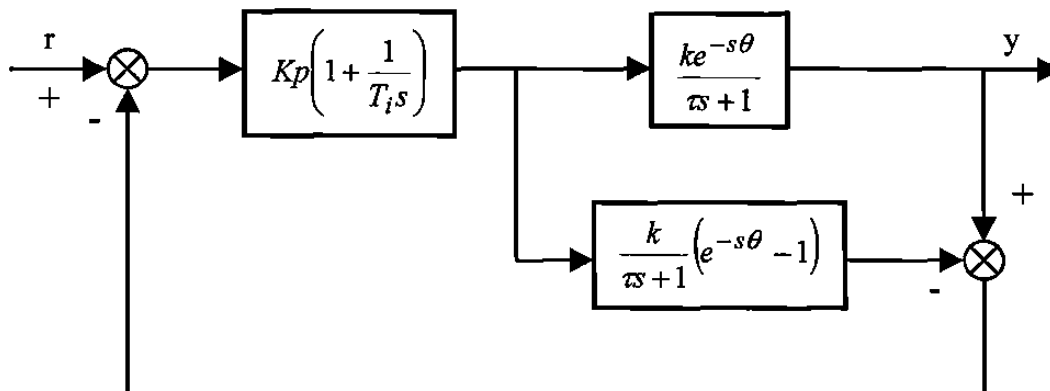 r
+
-
Kp(1 + 1/(T_i s))
ke^{-sθ}/(τs + 1)
y
+
k/(τs + 1) (e^{-sθ} - 1)
-